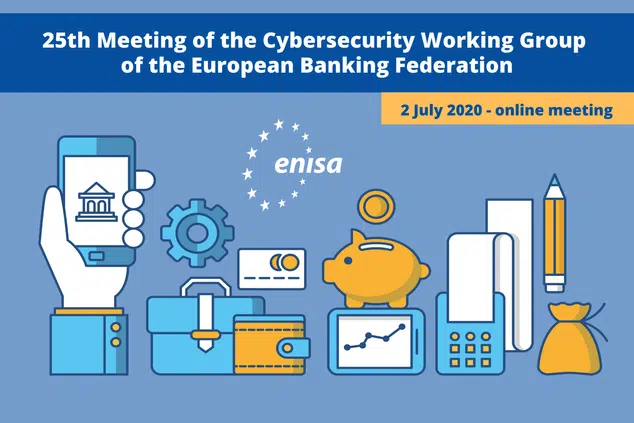 25th Meeting of the Cybersecurity Working Group
of the European Banking Federation
2 July 2020 - online meeting
enisa